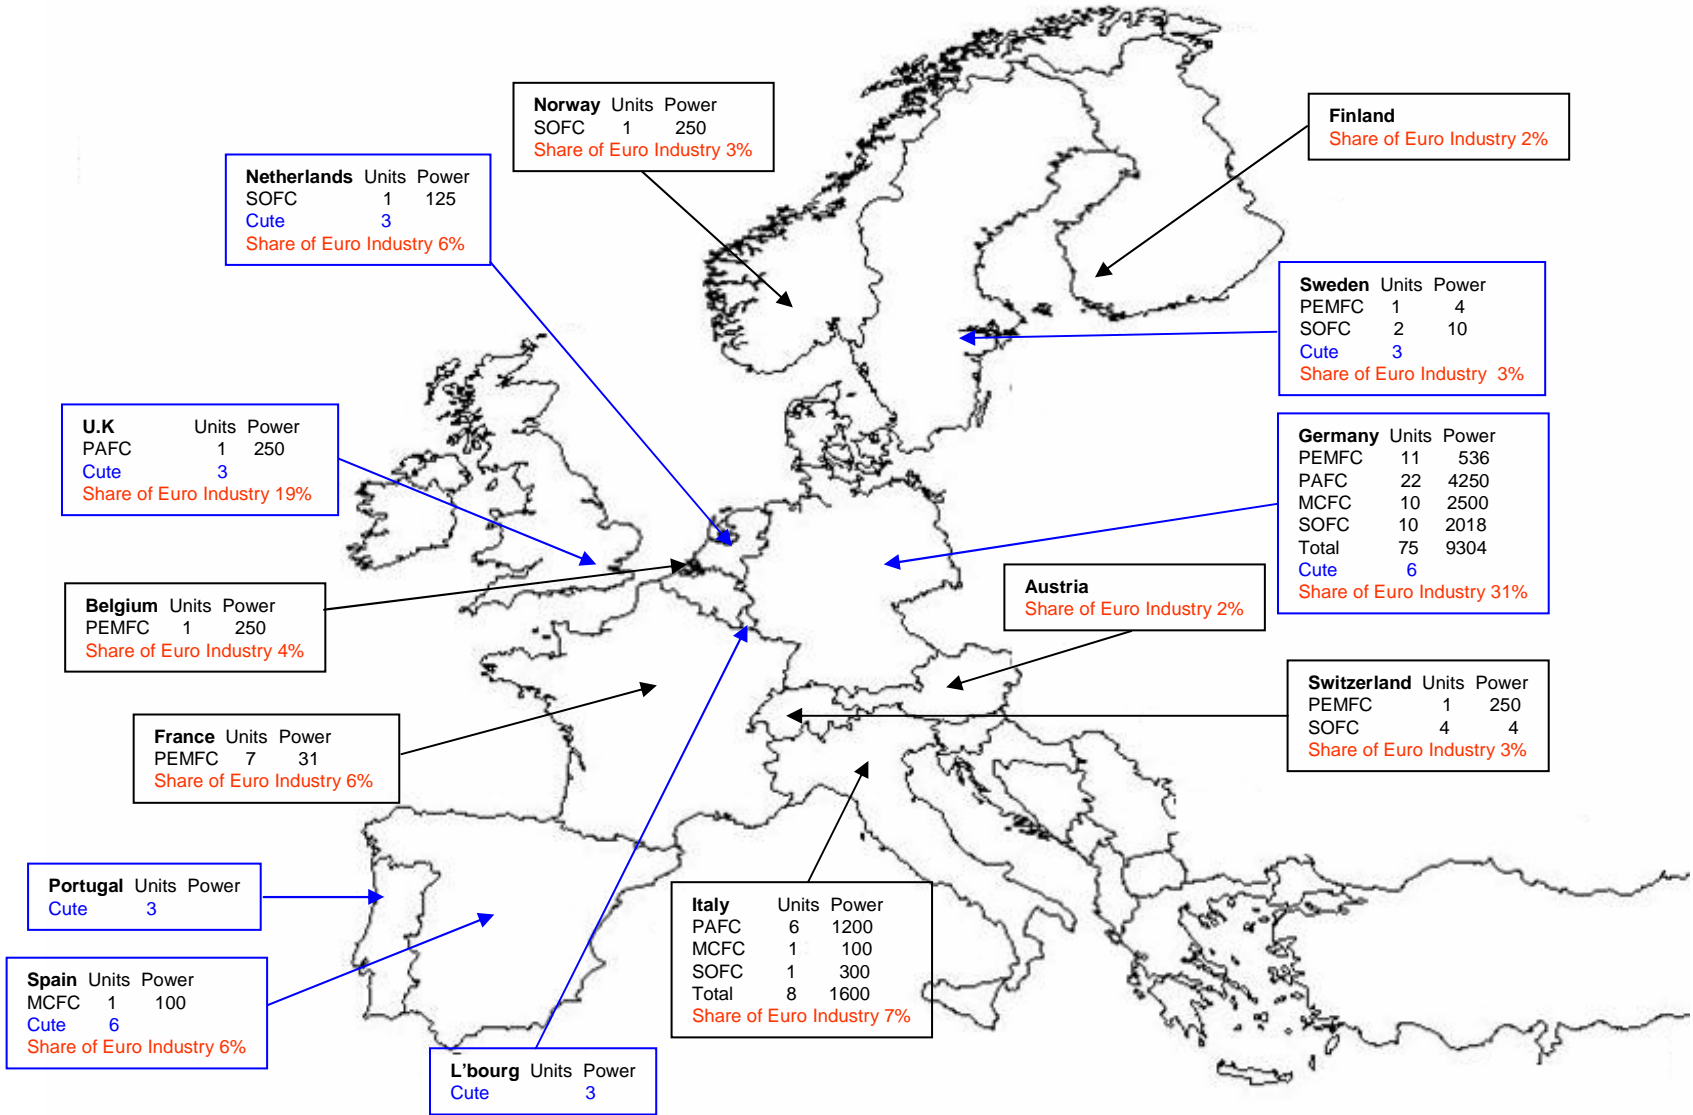 Norway Units Power
SOFC 1 250
Share of Euro Industry 3%
Finland
Share of Euro Industry 2%
Netherlands Units Power
SOFC 1 125
Cute 3
Share of Euro Industry 6%
Sweden Units Power
PEMFC 1 4
SOFC 2 10
Cute 3
Share of Euro Industry 3%
U.K Units Power
PAFC 1 250
Cute 3
Share of Euro Industry 19%
Germany Units Power
PEMFC 11 536
PAFC 22 4250
MCFC 10 2500
SOFC 10 2018
Total 75 9304
Cute 6
Share of Euro Industry 31%
Belgium Units Power
PEMFC 1 250
Share of Euro Industry 4%
Austria
Share of Euro Industry 2%
Switzerland Units Power
PEMFC 1 250
SOFC 4 4
Share of Euro Industry 3%
France Units Power
PEMFC 7 31
Share of Euro Industry 6%
Portugal Units Power
Cute 3
Italy Units Power
PAFC 6 1200
MCFC 1 100
SOFC 1 300
Total 8 1600
Share of Euro Industry 7%
Spain Units Power
MCFC 1 100
Cute 6
Share of Euro Industry 6%
L'bourg Units Power
Cute 3